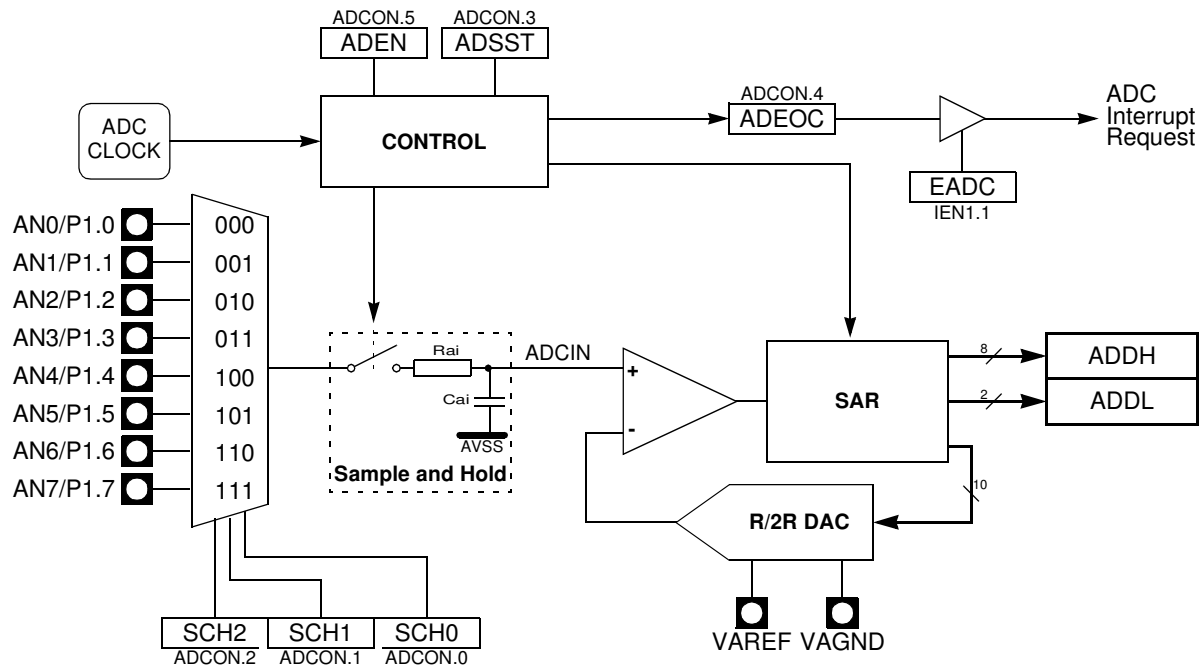 ADCON.5
ADEN
ADCON.3
ADSST
ADC
CLOCK
CONTROL
ADCON.4
ADEOC
ADC
Interrupt
Request
EADC
IEN1.1
AN0/P1.0
000
AN1/P1.1
001
AN2/P1.2
010
AN3/P1.3
011
AN4/P1.4
100
AN5/P1.5
101
AN6/P1.6
110
AN7/P1.7
111
Rai
Cai
AVSS
Sample and Hold
ADCIN
+
-
SAR
8
ADDH
2
ADDL
10
R/2R DAC
VAREF
VAGND
SCH2
SCH1
SCH0
ADCON.2
ADCON.1
ADCON.0